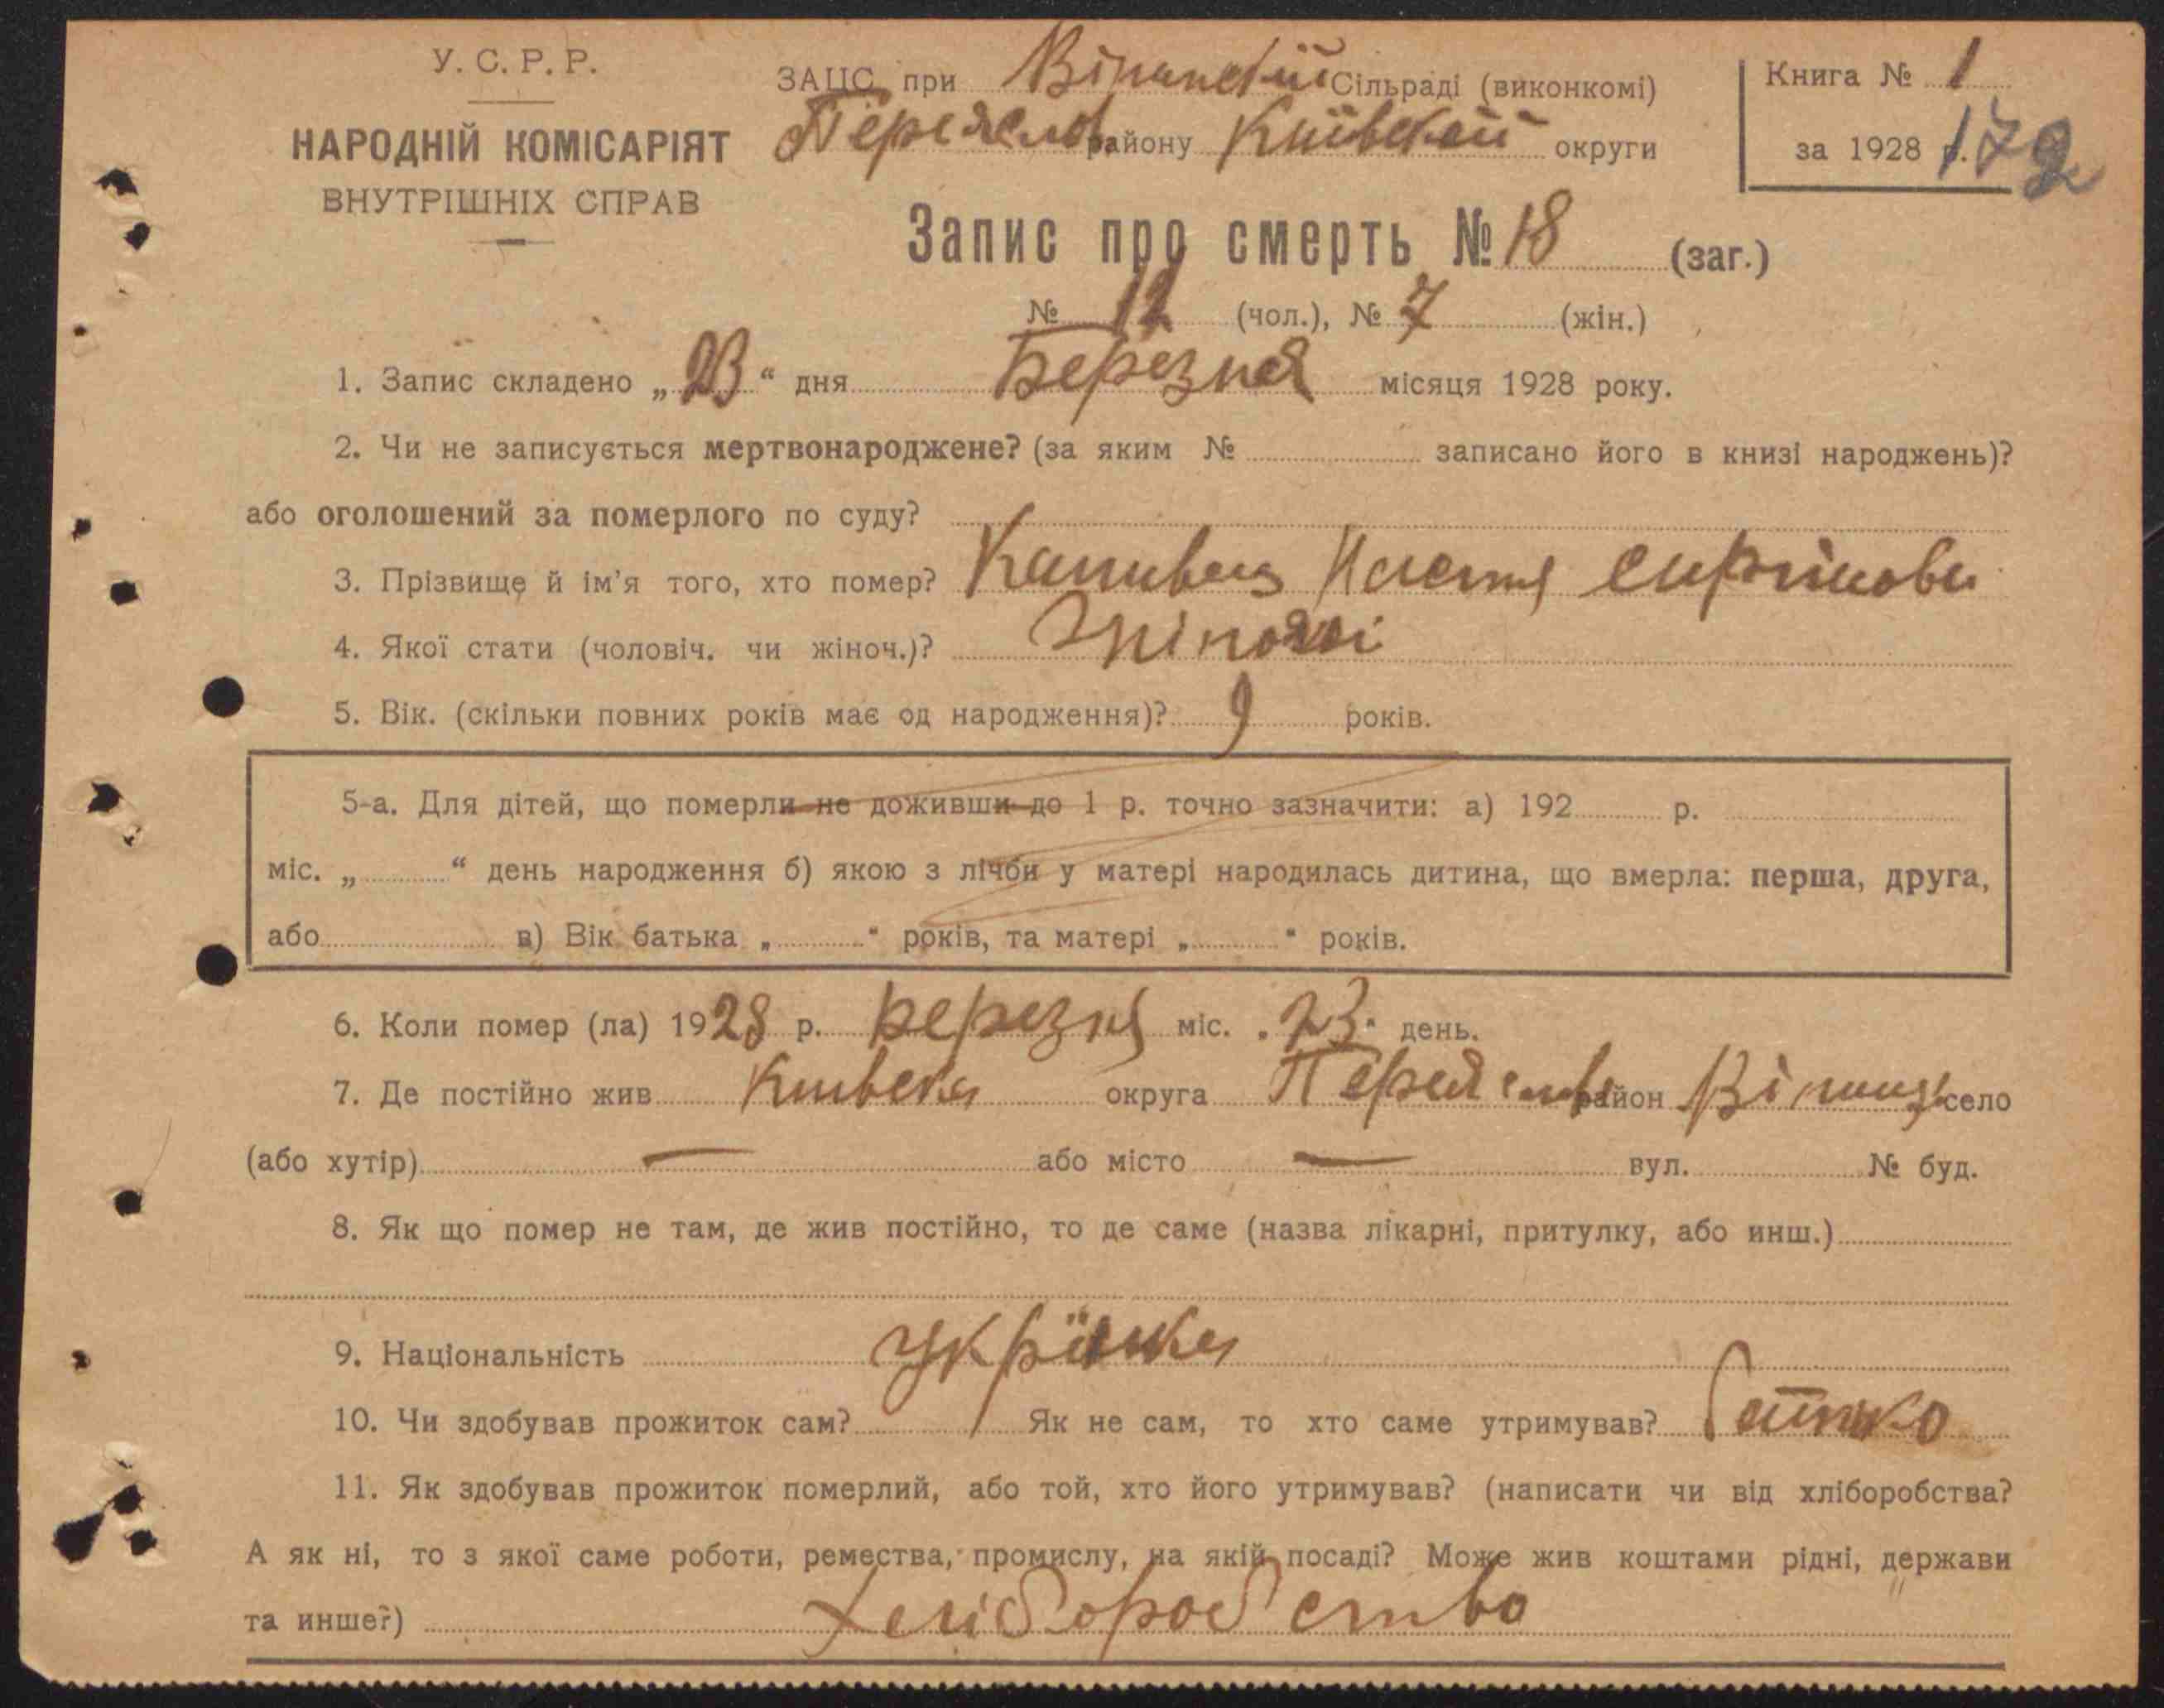 У. С. Р. Р.
НАРОДНІЙ КОМІСАРІЯТ
ВНУТРІШНІХ СПРАВ
ЗАЦС при Сільраді (виконкомі)
Переяслов району Київської округи
Книга № 1
за 1928 р. 172
Запис про смерть № 18 (заг.)
№ 12 (чол.), № 7 (жін.)
1. Запис складено „23“ дня Березня місяця 1928 року.
2. Чи не записується мертвонароджене? (за яким № записано його в книзі народжень)?
або оголошений за померлого по суду?
3. Прізвище й ім'я того, хто помер? Настя
4. Якої стати (чоловіч. чи жіноч.)?
5. Вік. (скільки повних років має од народження)? 9 років.
5-а. Для дітей, що померли не доживши до 1 р. точно зазначити: а) 192 р.
міс. „ “ день народження б) якою з лічби у матері народилась дитина, що вмерла: перша, друга,
або в) Вік батька „ “ років, та матері „ “ років.
6. Коли помер (ла) 1928 р. березня міс. „23“ день.
7. Де постійно жив Київська округа Переяслов район село
(або хутір) — або місто — вул. № буд.
8. Як що помер не там, де жив постійно, то де саме (назва лікарні, притулку, або инш.)
9. Національність
10. Чи здобував прожиток сам? Як не сам, то хто саме утримував? батько
11. Як здобував прожиток померлий, або той, хто його утримував? (написати чи від хліборобства?
А як ні, то з якої саме роботи, ремества, промислу, на якій посаді? Може жив коштами рідні, держави
та инше?) хеліборобство